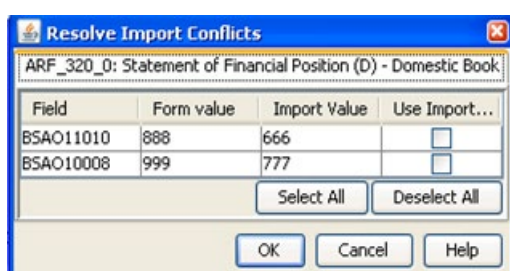 Resolve Import Conflicts
ARF_320_0: Statement of Financial Position (D) - Domestic Book
Field Form value Import Value Use Import...
BSAO11010 888 666
BSAO10008 999 777
Select All Deselect All
OK Cancel Help